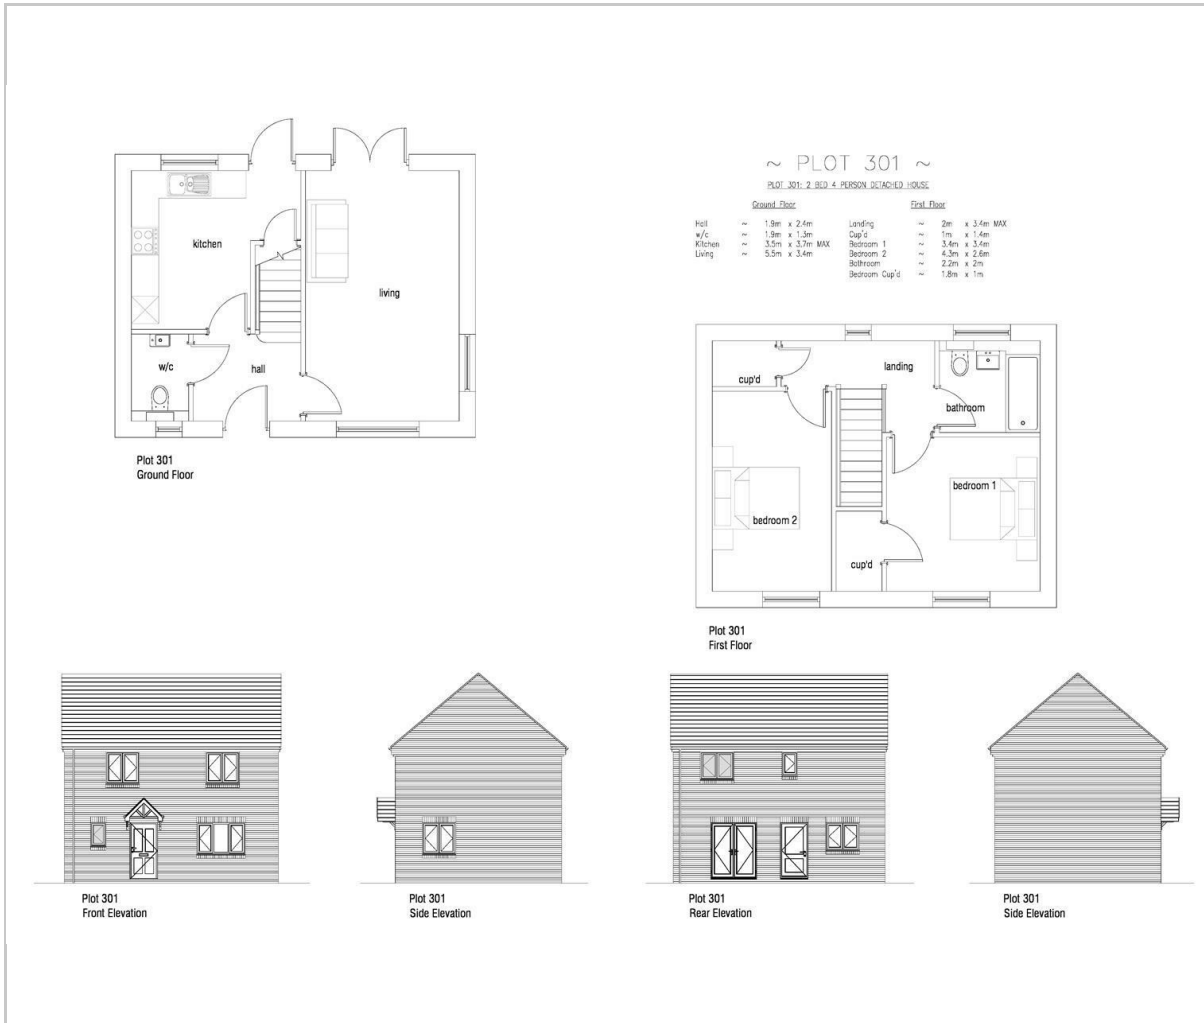 ~ PLOT 301 ~
PLOT 301: 2 BED 4 PERSON DETACHED HOUSE
Ground Floor
Hall ~ 1.9m x 2.4m
w/c ~ 1.9m x 1.3m
Kitchen ~ 3.5m x 3.7m MAX
Living ~ 5.5m x 3.4m
First Floor
Landing ~ 2m x 3.4m MAX
Cup'd ~ 1m x 1.4m
Bedroom 1 ~ 3.4m x 3.4m
Bedroom 2 ~ 4.3m x 2.6m
Bathroom ~ 2.2m x 2m
Bedroom Cup'd ~ 1.8m x 1m
kitchen
living
w/c
hall
Plot 301
Ground Floor
landing
cup'd
bathroom
bedroom 1
bedroom 2
cup'd
Plot 301
First Floor
Plot 301
Front Elevation
Plot 301
Side Elevation
Plot 301
Rear Elevation
Plot 301
Side Elevation